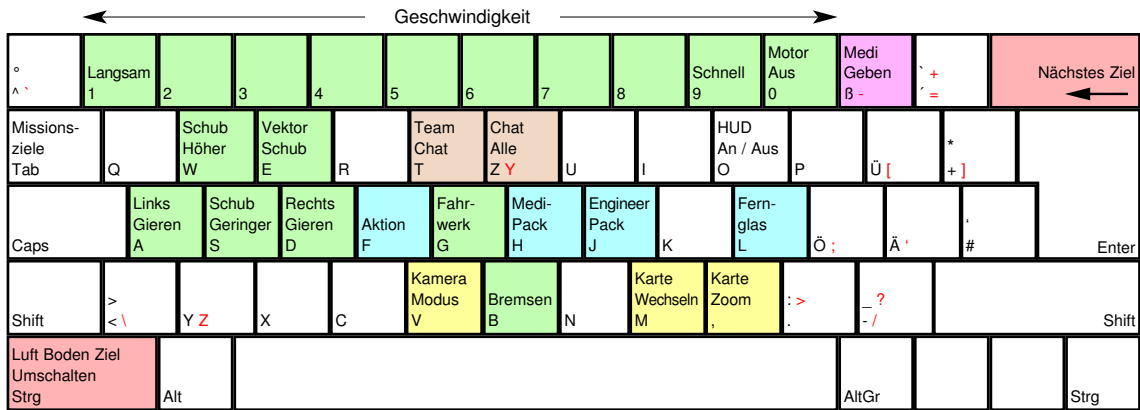 Geschwindigkeit
° ^ `
Langsam 1
2
3
4
5
6
7
8
Schnell 9
Motor Aus 0
Medi Geben ß -
` + ´ =
Nächstes Ziel
Missions- ziele Tab
Q
Schub Höher W
Vektor Schub E
R
Team Chat T
Chat Alle Z Y
U
I
HUD An / Aus O
P
Ü [
* + ]
Caps
Links Gieren A
Schub Geringer S
Rechts Gieren D
Aktion F
Fahr- werk G
Medi- Pack H
Engineer Pack J
K
Fern- glas L
Ö ;
Ä '
' #
Enter
Shift
> < \
Y Z
X
C
Kamera Modus V
Bremsen B
N
Karte Wechseln M
Karte Zoom ,
: > .
_ ? - /
Shift
Luft Boden Ziel Umschalten Strg
Alt
AltGr
Strg